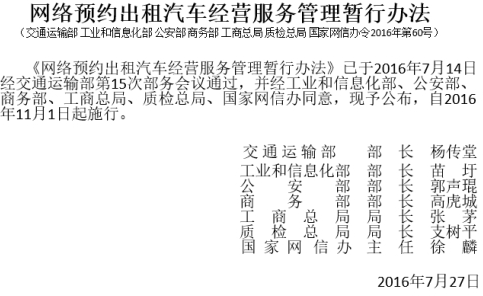 网络预约出租汽车经营服务管理暂行办法
（交通运输部 工业和信息化部 公安部 商务部 工商总局 质检总局 国家网信办令2016年第60号）
《网络预约出租汽车经营服务管理暂行办法》已于2016年7月14日
经交通运输部第15次部务会议通过，并经工业和信息化部、公安部、
商务部、工商总局、质检总局、国家网信办同意，现予公布，自2016
年11月1日起施行。
交通运输部 部长 杨传堂
工业和信息化部 部长 苗圩
公安部 部长 郭声琨
商务部 部长 高虎城
工商总局 局长 张茅
质检总局 局长 支树平
国家网信办 主任 徐麟
2016年7月27日